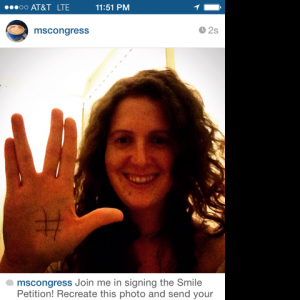 AT&T LTE 11:51 PM
mscongress 2s
#
mscongress Join me in signing the Smile
Petition! Recreate this photo and send your